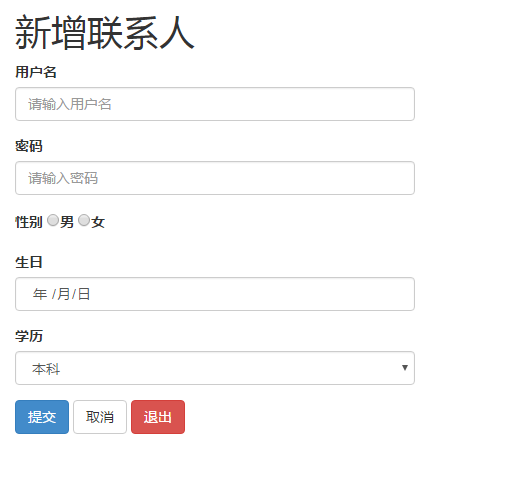 新增联系人
用户名
请输入用户名
密码
请输入密码
性别 男 女
生日
年 /月/日
学历
本科
提交 取消 退出